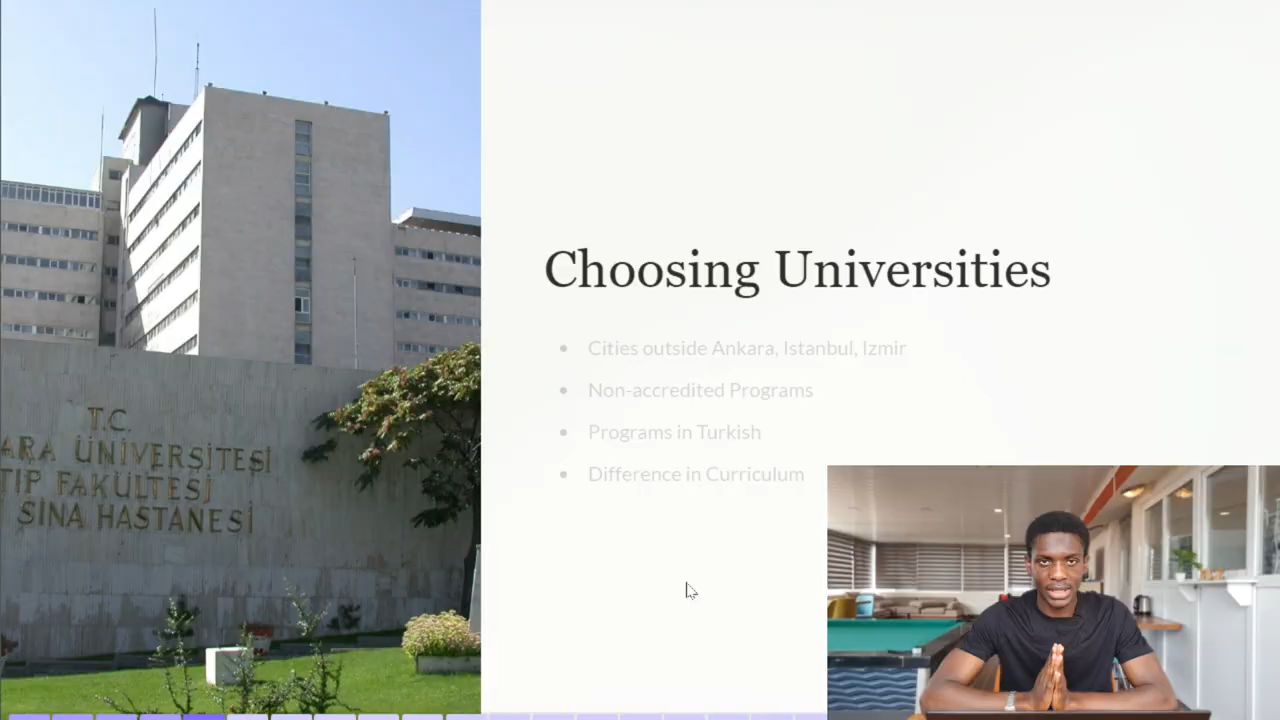 T.C.
ARA ÜNİVERSİTESİ
TIP FAKÜLTESİ
SİNA HASTANESİ
Choosing Universities
• Cities outside Ankara, Istanbul, Izmir
• Non-accredited Programs
• Programs in Turkish
• Difference in Curriculum